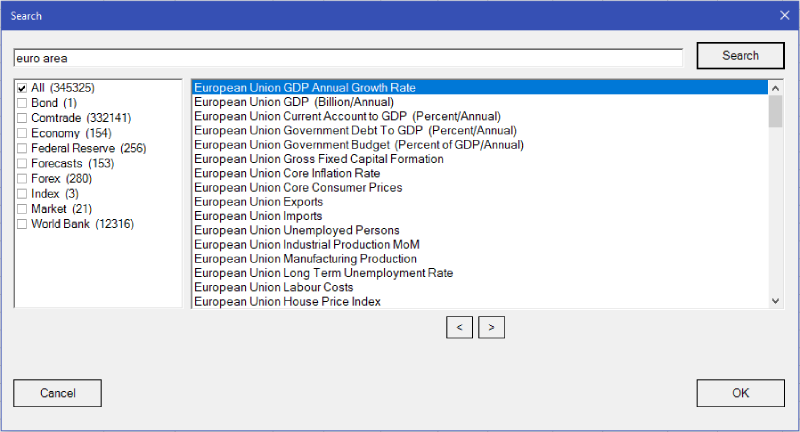 Search
euro area
Search
All (345325)
Bond (1)
Comtrade (332141)
Economy (154)
Federal Reserve (256)
Forecasts (153)
Forex (280)
Index (3)
Market (21)
World Bank (12316)
European Union GDP Annual Growth Rate
European Union GDP (Billion/Annual)
European Union Current Account to GDP (Percent/Annual)
European Union Government Debt To GDP (Percent/Annual)
European Union Government Budget (Percent of GDP/Annual)
European Union Gross Fixed Capital Formation
European Union Core Inflation Rate
European Union Core Consumer Prices
European Union Exports
European Union Imports
European Union Unemployed Persons
European Union Industrial Production MoM
European Union Manufacturing Production
European Union Long Term Unemployment Rate
European Union Labour Costs
European Union House Price Index
< >
Cancel
OK